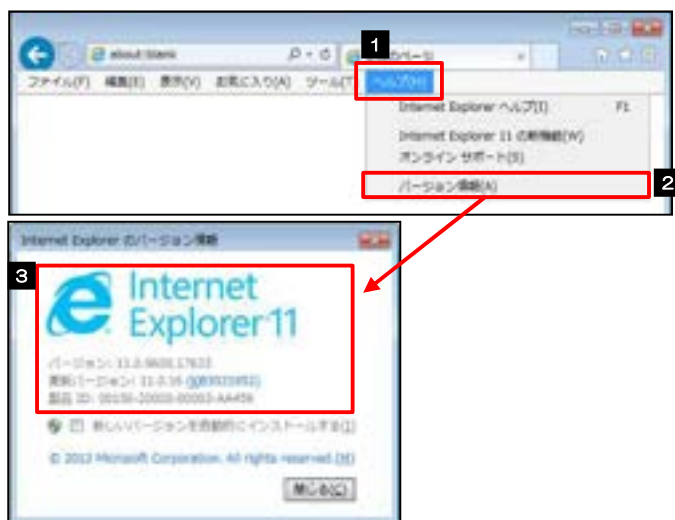 about:blank
1
ファイル(F) 編集(E) 表示(V) お気に入り(A) ツール(T) ヘルプ(H)
Internet Explorer ヘルプ(I) F1
Internet Explorer 11 の新機能(W)
オンライン サポート(S)
バージョン情報(A)
2
Internet Explorer のバージョン情報
3
Internet
Explorer 11
バージョン: 11.0.9600.17633
更新バージョン: 11.0.16
製品 ID:
新しいバージョンを自動的にインストールする(I)
© 2013 Microsoft Corporation. All rights reserved.(M)
閉じる(C)